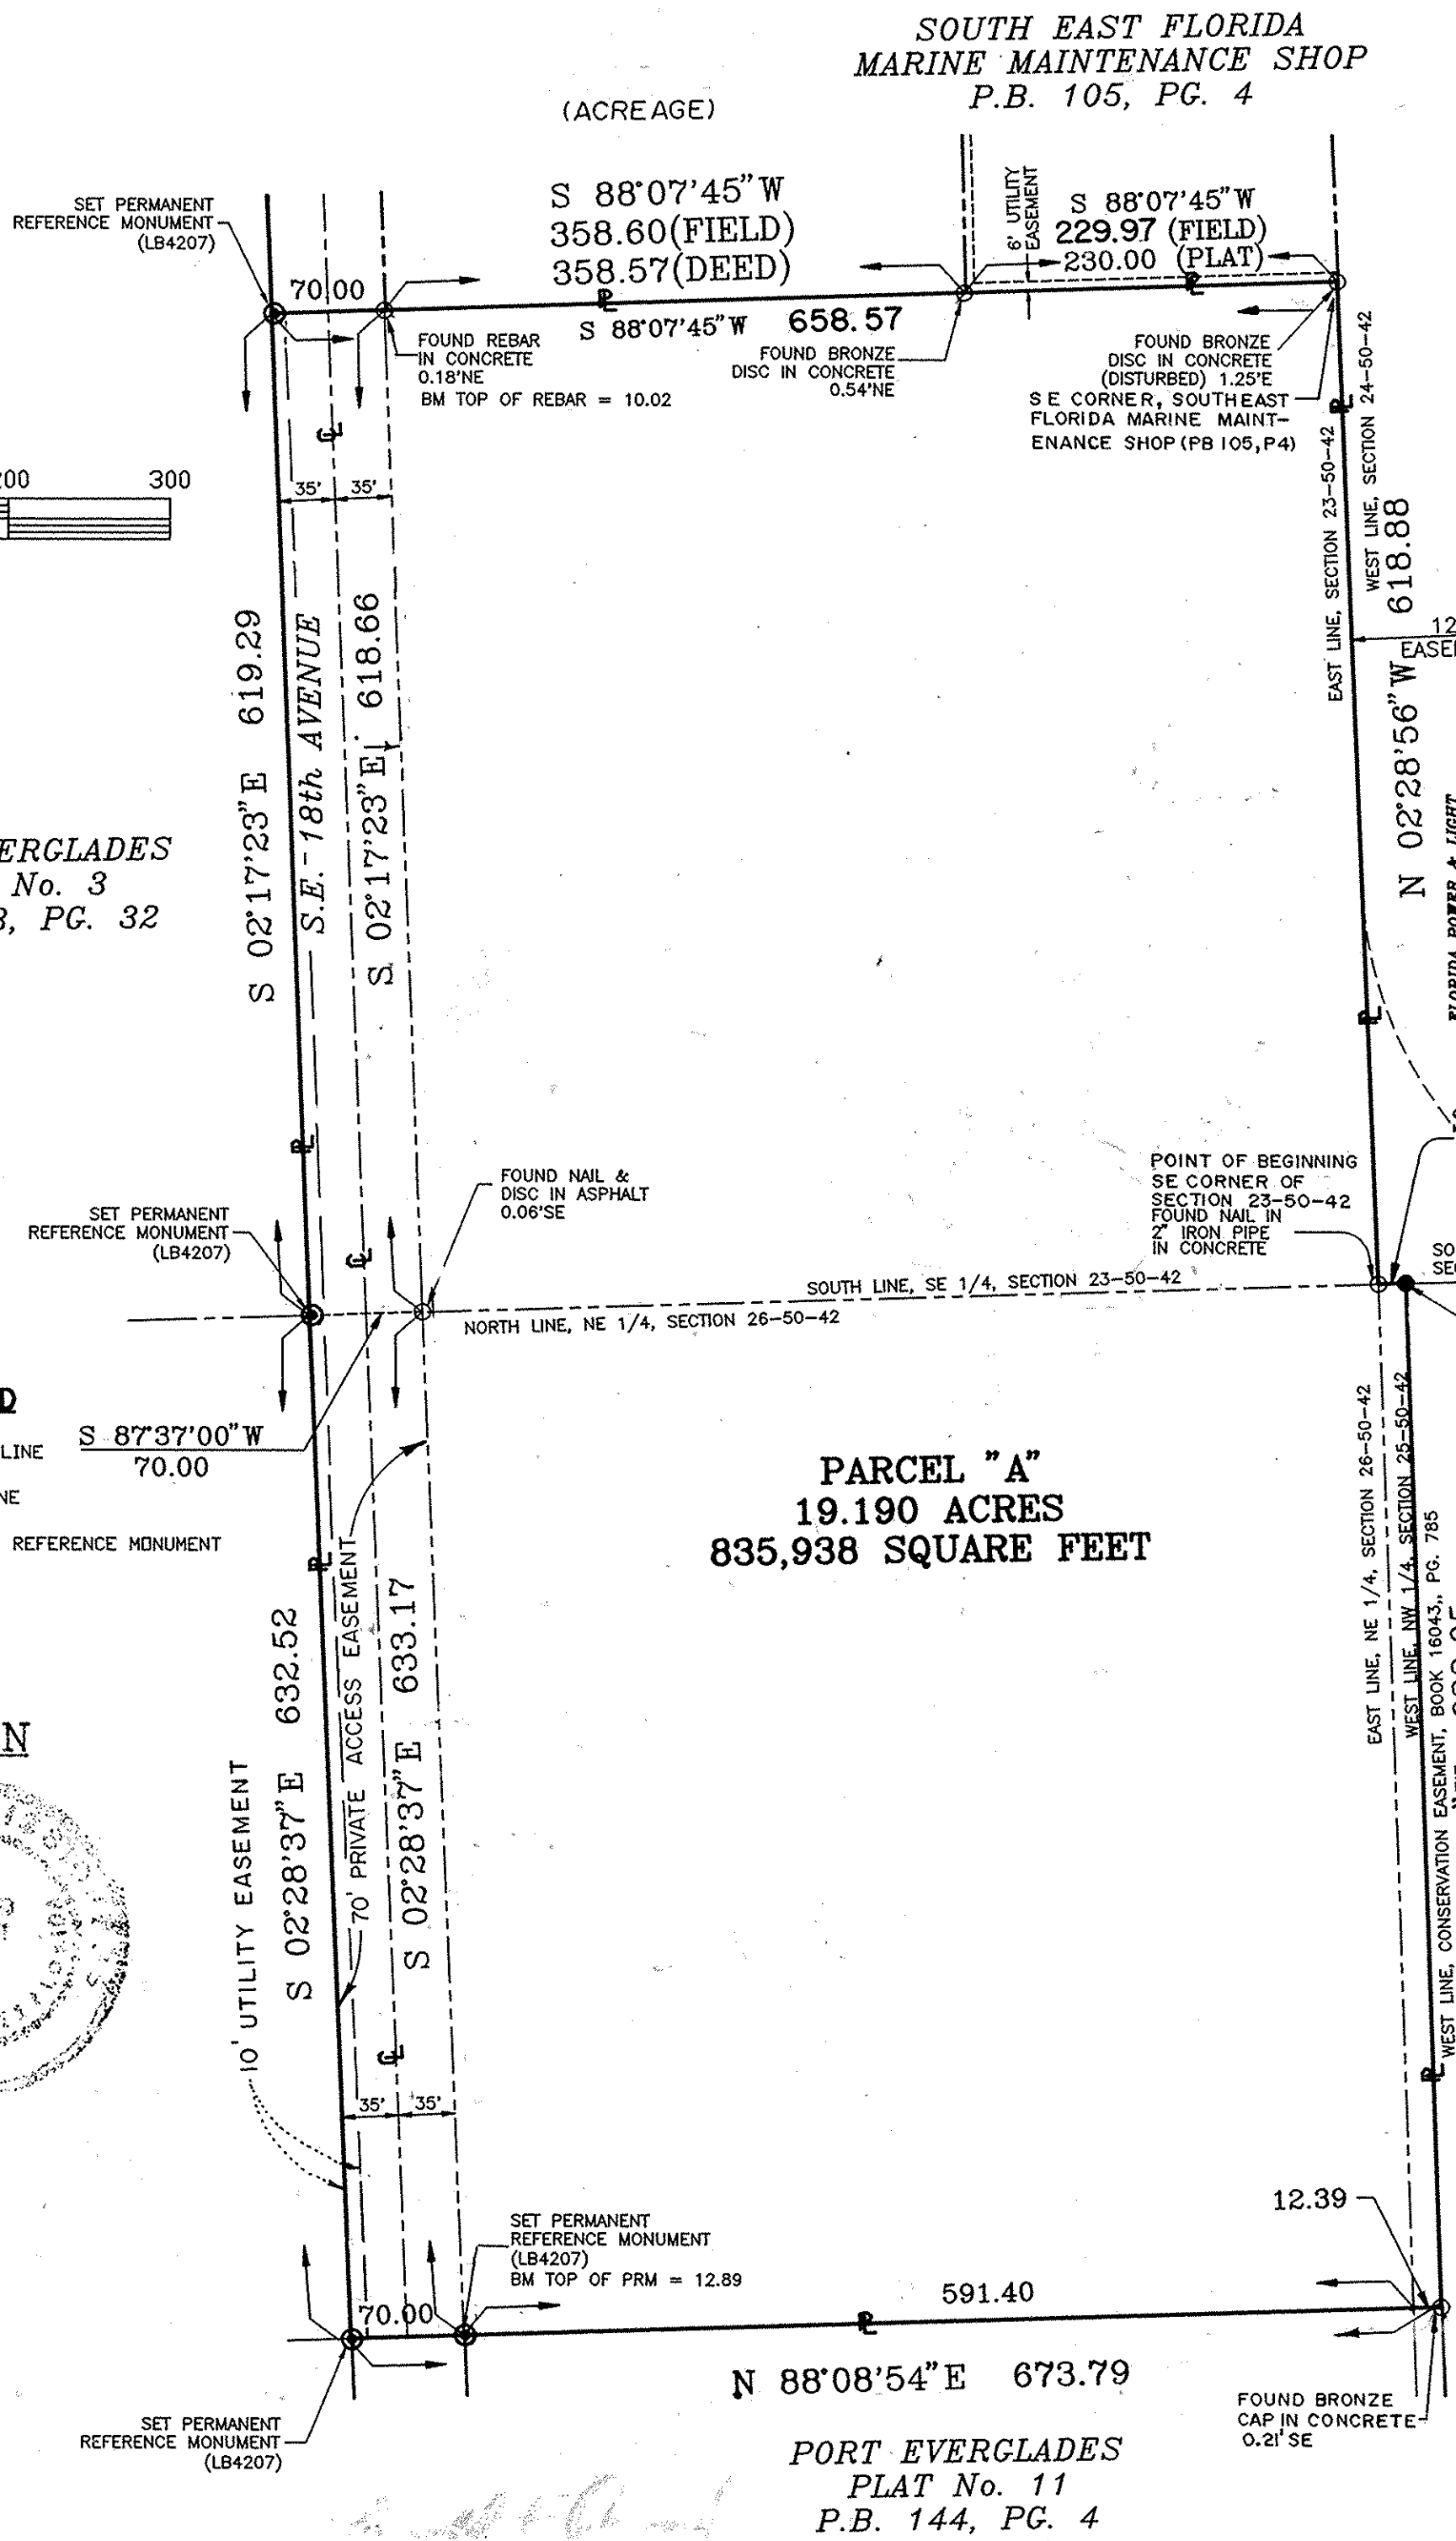 SOUTH EAST FLORIDA
MARINE MAINTENANCE SHOP
P.B. 105, PG. 4
(ACREAGE)
SET PERMANENT
REFERENCE MONUMENT
(LB4207)
S 88°07'45"W
358.60(FIELD)
358.57(DEED)
6' UTILITY
EASEMENT
S 88°07'45"W
229.97 (FIELD)
230.00 (PLAT)
70.00
S 88°07'45"W 658.57
FOUND REBAR
IN CONCRETE
0.18'NE
BM TOP OF REBAR = 10.02
FOUND BRONZE
DISC IN CONCRETE
0.54'NE
FOUND BRONZE
DISC IN CONCRETE
(DISTURBED) 1.25'E
S E CORNER, SOUTHEAST
FLORIDA MARINE MAINT-
ENANCE SHOP (PB 105,P4)
300
35' 35'
EAST LINE, SECTION 23-50-42
WEST LINE, SECTION 24-50-42
N 02°28'56"W 618.88
12
S 02°17'23"E 619.29
S.E. 18th AVENUE
S 02°17'23"E 618.66
ERGLADES
No. 3
PG. 32
FLORIDA POWER & LIGHT
POINT OF BEGINNING
SE CORNER OF
SECTION 23-50-42
FOUND NAIL IN
2" IRON PIPE
IN CONCRETE
FOUND NAIL &
DISC IN ASPHALT
0.06'SE
SET PERMANENT
REFERENCE MONUMENT
(LB4207)
SOUTH LINE, SE 1/4, SECTION 23-50-42
NORTH LINE, NE 1/4, SECTION 26-50-42
S 87°37'00"W
70.00
LINE
NE
REFERENCE MONUMENT
PARCEL "A"
19.190 ACRES
835,938 SQUARE FEET
EAST LINE, NE 1/4, SECTION 26-50-42
WEST LINE, NW 1/4, SECTION 25-50-42
WEST LINE, CONSERVATION EASEMENT, BOOK 16043,, PG. 785
N
10' UTILITY EASEMENT
S 02°28'37"E 632.52
70' PRIVATE ACCESS EASEMENT
S 02°28'37"E 633.17
35' 35'
12.39
SET PERMANENT
REFERENCE MONUMENT
(LB4207)
BM TOP OF PRM = 12.89
70.00
591.40
N 88°08'54"E 673.79
SET PERMANENT
REFERENCE MONUMENT
(LB4207)
FOUND BRONZE
CAP IN CONCRETE
0.21'SE
PORT EVERGLADES
PLAT No. 11
P.B. 144, PG. 4